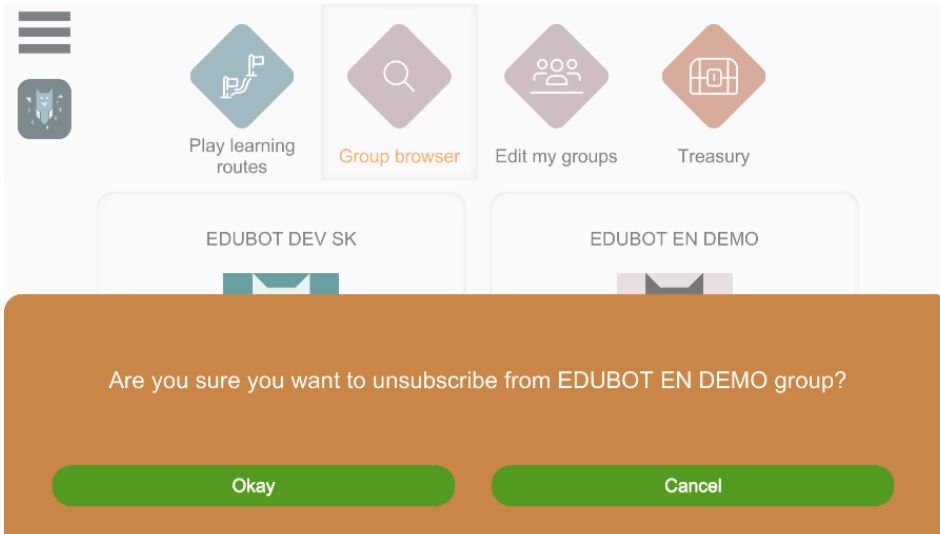 Play learning
routes
Group browser
Edit my groups
Treasury
EDUBOT DEV SK
EDUBOT EN DEMO
Are you sure you want to unsubscribe from EDUBOT EN DEMO group?
Okay
Cancel